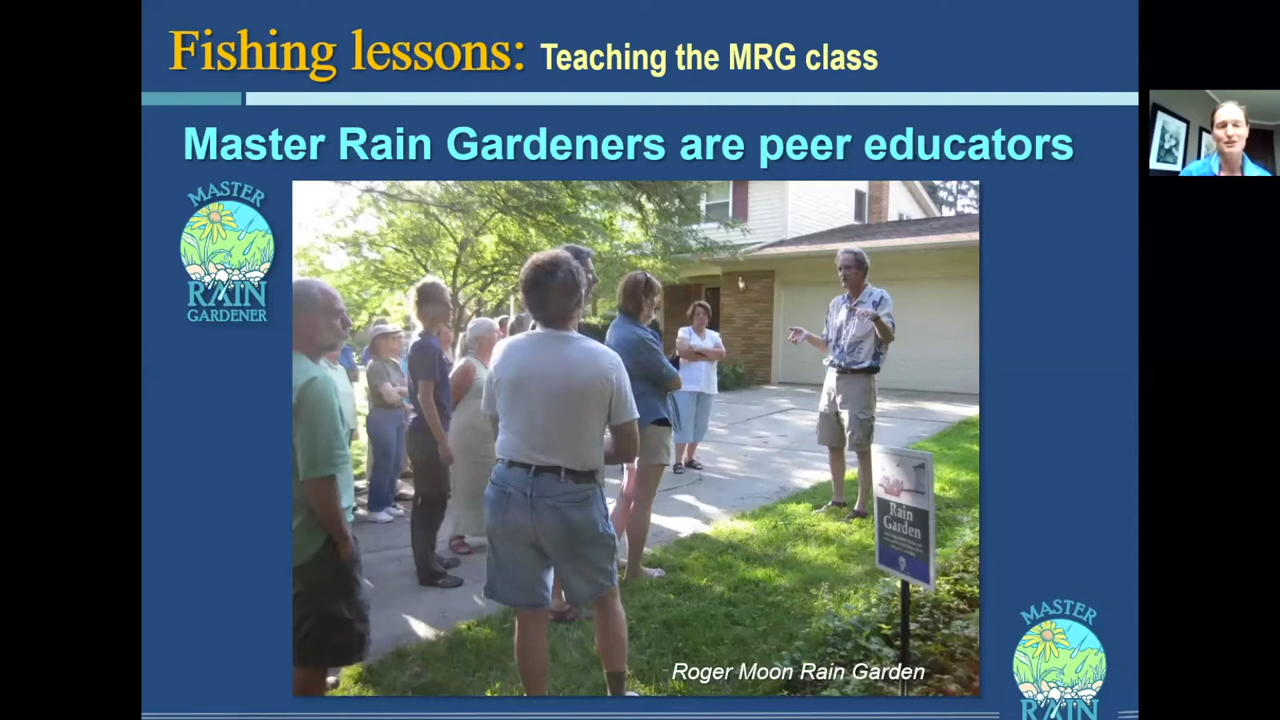 Fishing lessons: Teaching the MRG class
Master Rain Gardeners are peer educators
MASTER
RAIN
GARDENER
Rain
Garden
Roger Moon Rain Garden
MASTER
RAIN